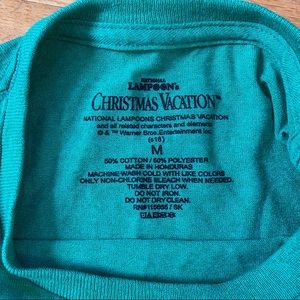 NATIONAL
LAMPOON's
CHRISTMAS VACATION™
NATIONAL LAMPOONS CHRISTMAS VACATION
and all related characters and elements
© & ™ Warner Bros. Entertainment Inc.
(s18)
M
50% COTTON / 50% POLYESTER
MADE IN HONDURAS
MACHINE WASH COLD WITH LIKE COLORS
ONLY NON-CHLORINE BLEACH WHEN NEEDED.
TUMBLE DRY LOW.
DO NOT IRON.
DO NOT DRY CLEAN.